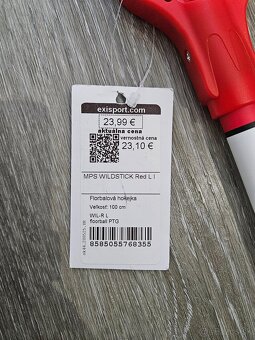 exisport.com
23,99 €
aktuálna cena
vernostná cena
23,10 €
MPS WILDSTICK Red L I
Florbalová hokejka
Veľkosť: 100 cm
WIL-R L
floorball PTG
8585055768355